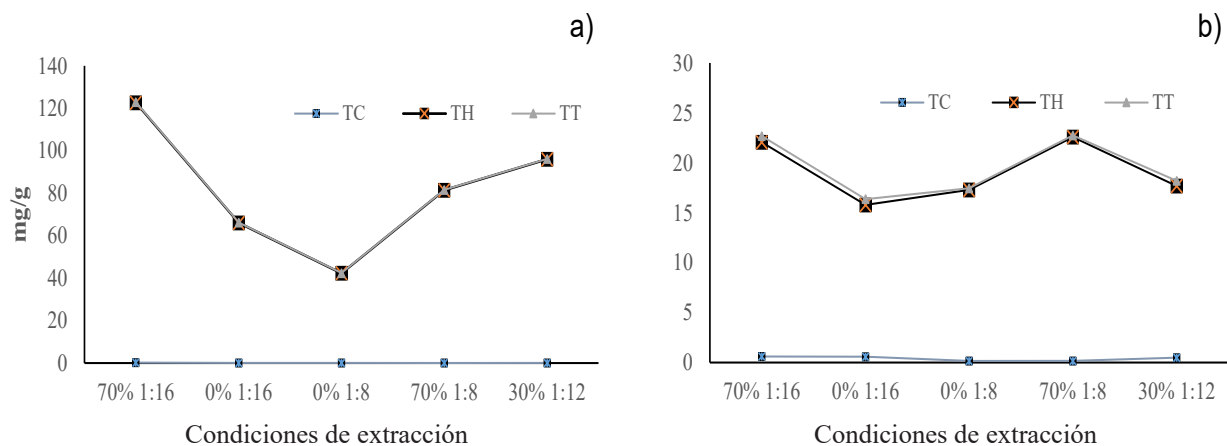 a)
140
120
100
80
60
40
20
0
mg/g
TC TH TT
70% 1:16 0% 1:16 0% 1:8 70% 1:8 30% 1:12
Condiciones de extracción
b)
30
25
20
15
10
5
0
TC TH TT
70% 1:16 0% 1:16 0% 1:8 70% 1:8 30% 1:12
Condiciones de extracción